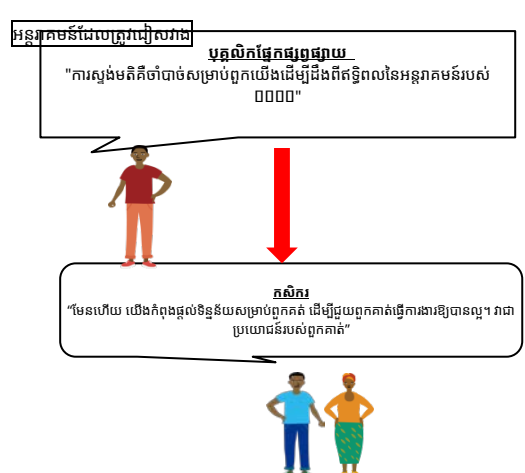 អន្តរាគមន៍ដែលត្រូវជៀសវាង
បុគ្គលិកផ្នែកផ្សព្វផ្សាយ
"ការស្ទង់មតិគឺចាំបាច់សម្រាប់ពួកយើងដើម្បីដឹងពីឥទ្ធិពលនៃអន្តរាគមន៍របស់
▯▯▯▯"
កសិករ
“មែនហើយ យើងកំពុងផ្តល់ទិន្នន័យសម្រាប់ពួកគត់ ដើម្បីជួយពួកគាត់ធ្វើការងារឱ្យបានល្អ។ វាជា
ប្រយោជន៍របស់ពួកគាត់”